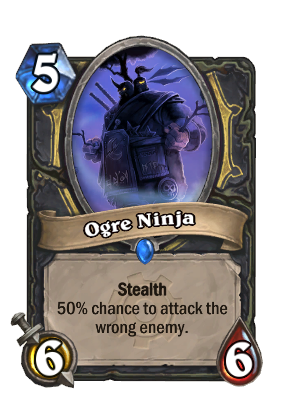 5
Ogre Ninja
Stealth
50% chance to attack the
wrong enemy.
6
6